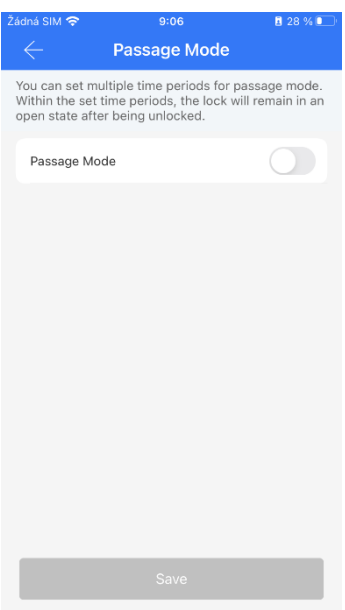 Žádná SIM 9:06 28 %
Passage Mode
You can set multiple time periods for passage mode.
Within the set time periods, the lock will remain in an
open state after being unlocked.
Passage Mode
Save